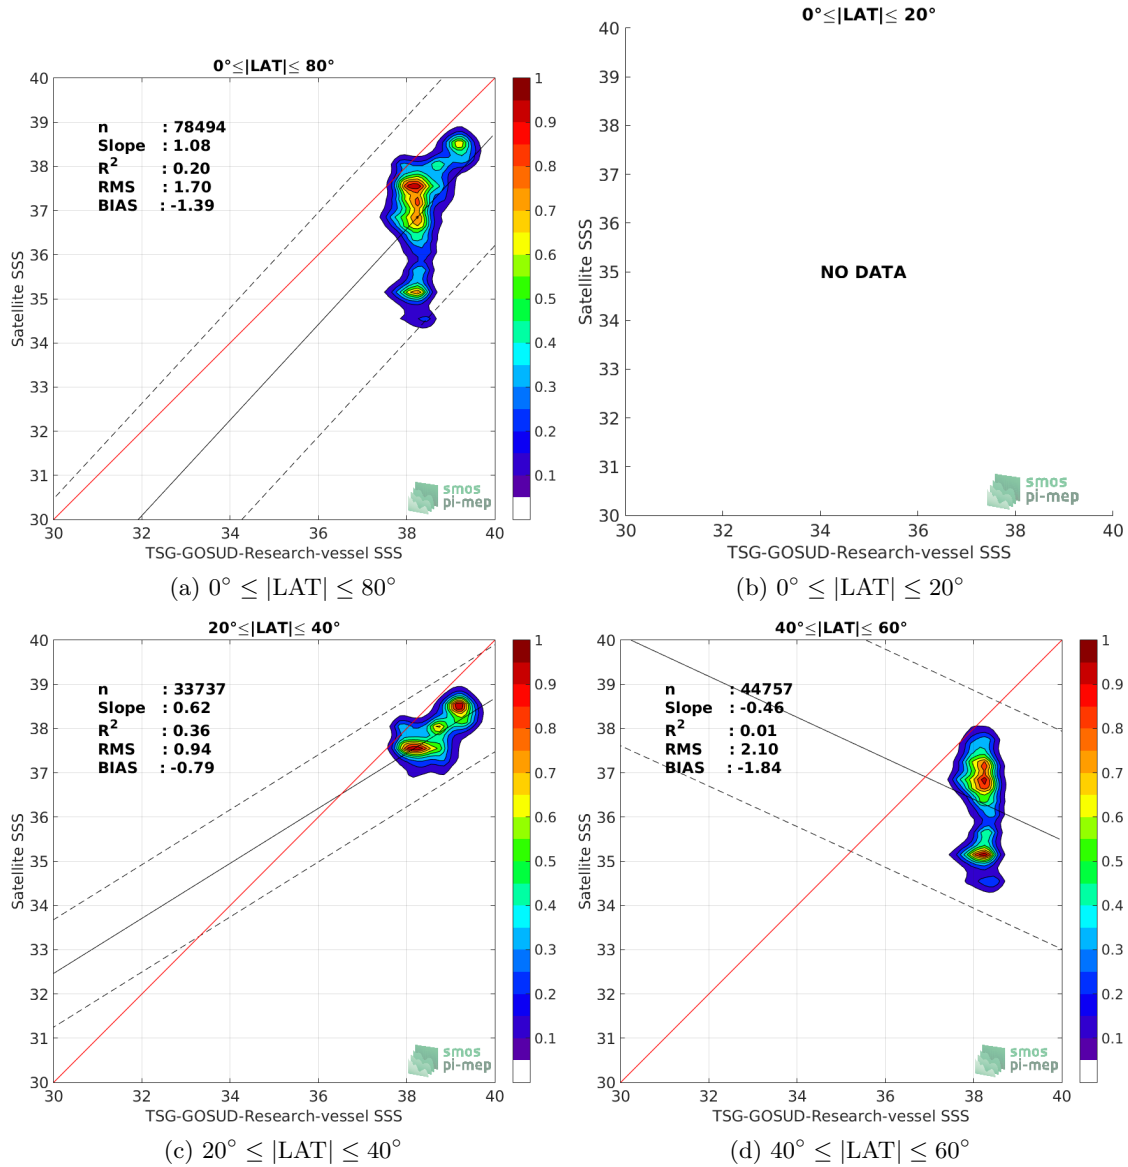 0°≤|LAT|≤ 80°
n : 78494
Slope : 1.08
R2 : 0.20
RMS : 1.70
BIAS : -1.39
40
39
38
37
36
35
34
33
32
31
30
30 32 34 36 38 40
Satellite SSS
TSG-GOSUD-Research-vessel SSS
1
0.9
0.8
0.7
0.6
0.5
0.4
0.3
0.2
0.1
smos
pi-mep
(a) 0° ≤ |LAT| ≤ 80°
0°≤|LAT|≤ 20°
40
39
38
37
36
35
34
33
32
31
30
30 32 34 36 38 40
Satellite SSS
NO DATA
TSG-GOSUD-Research-vessel SSS
smos
pi-mep
(b) 0° ≤ |LAT| ≤ 20°
20°≤|LAT|≤ 40°
n : 33737
Slope : 0.62
R2 : 0.36
RMS : 0.94
BIAS : -0.79
40
39
38
37
36
35
34
33
32
31
30
30 32 34 36 38 40
Satellite SSS
TSG-GOSUD-Research-vessel SSS
1
0.9
0.8
0.7
0.6
0.5
0.4
0.3
0.2
0.1
smos
pi-mep
(c) 20° ≤ |LAT| ≤ 40°
40°≤|LAT|≤ 60°
n : 44757
Slope : -0.46
R2 : 0.01
RMS : 2.10
BIAS : -1.84
40
39
38
37
36
35
34
33
32
31
30
30 32 34 36 38 40
Satellite SSS
TSG-GOSUD-Research-vessel SSS
1
0.9
0.8
0.7
0.6
0.5
0.4
0.3
0.2
0.1
smos
pi-mep
(d) 40° ≤ |LAT| ≤ 60°